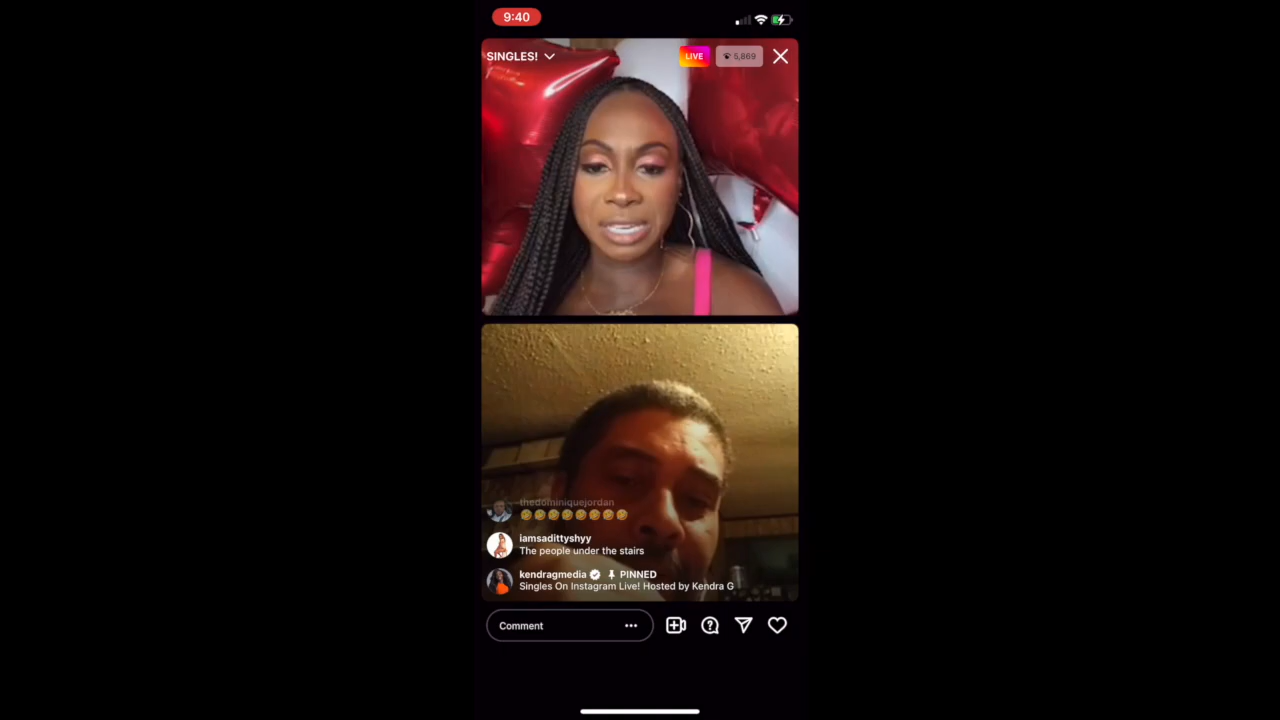 9:40
SINGLES!
LIVE
5,869
thedominiquejordan
🤣🤣🤣🤣🤣🤣🤣🤣
iamsadittyshyy
The people under the stairs
kendragmedia PINNED
Singles On Instagram Live! Hosted by Kendra G
Comment